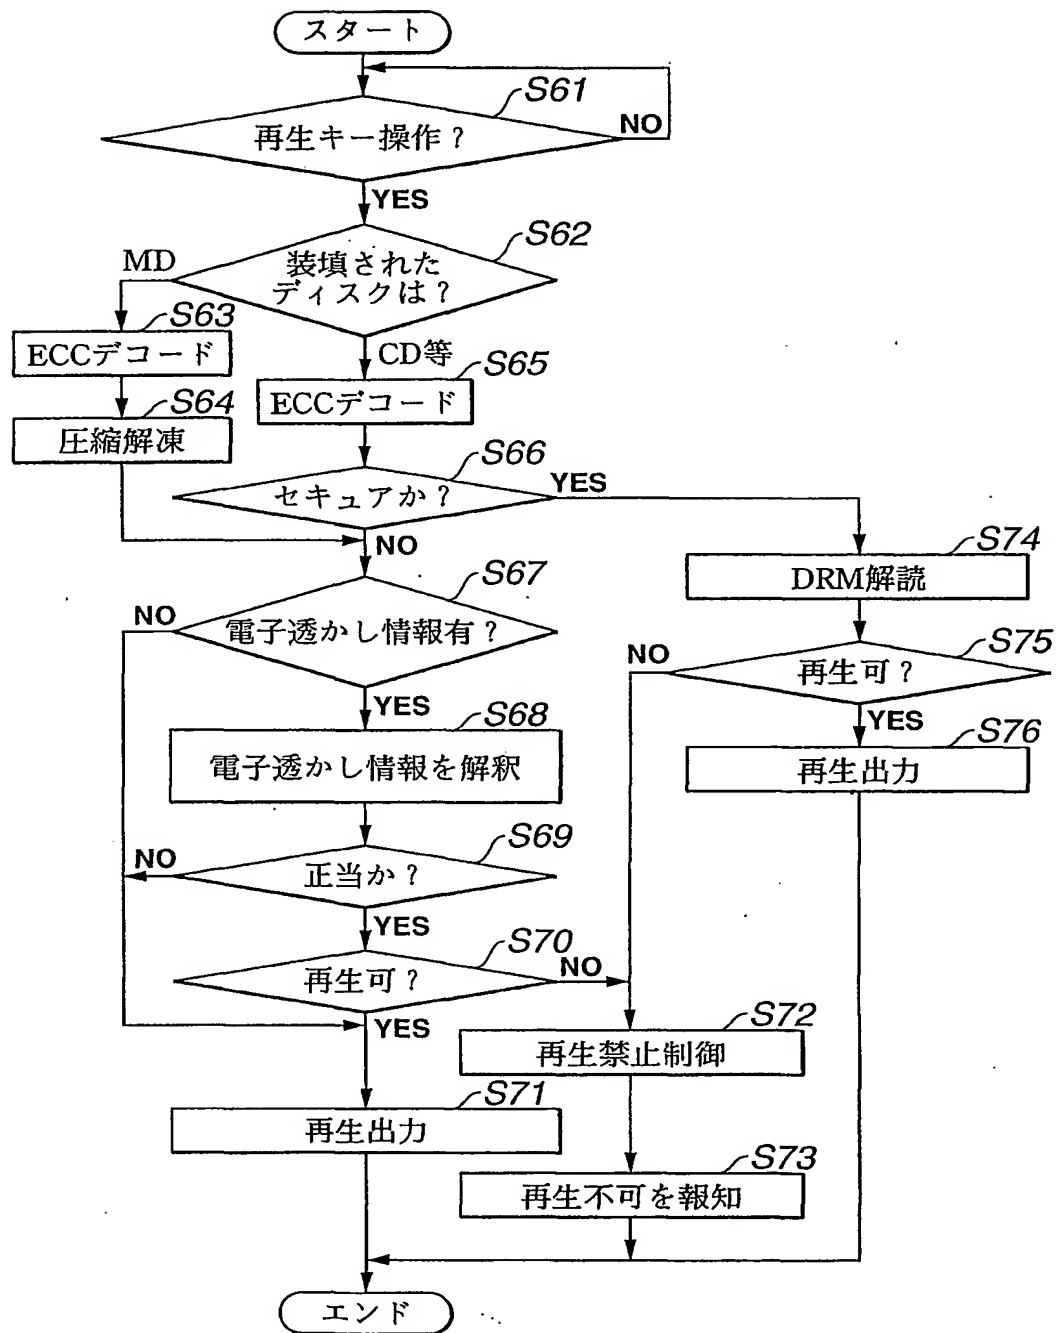 スタート
S61
再生キー操作？
NO
YES
S62
装填された
ディスクは？
MD
CD等
S63
ECCデコード
S65
ECCデコード
S64
圧縮解凍
S66
セキュアか？
YES
NO
S74
DRM解読
S67
電子透かし情報有？
NO
YES
S75
再生可？
NO
YES
S68
電子透かし情報を解釈
S76
再生出力
S69
正当か？
NO
YES
S70
再生可？
NO
YES
S72
再生禁止制御
S71
再生出力
S73
再生不可を報知
エンド